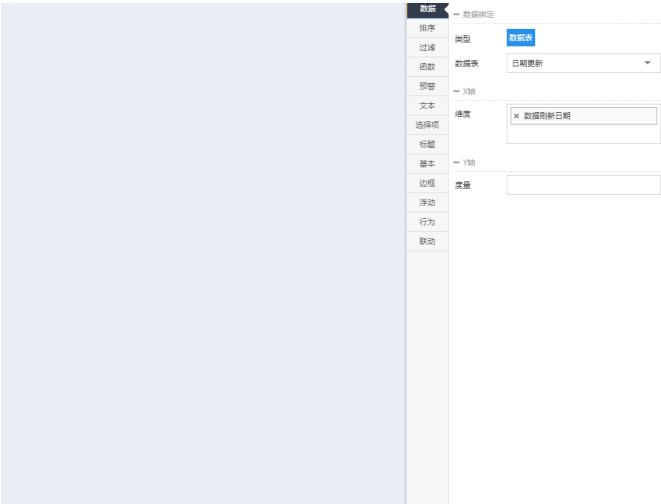 数据
排序
过滤
函数
预警
文本
选择项
标题
基本
边框
浮动
行为
联动
数据绑定
类型
数据表
数据表
日期更新
X轴
维度
× 数据刷新日期
Y轴
度量